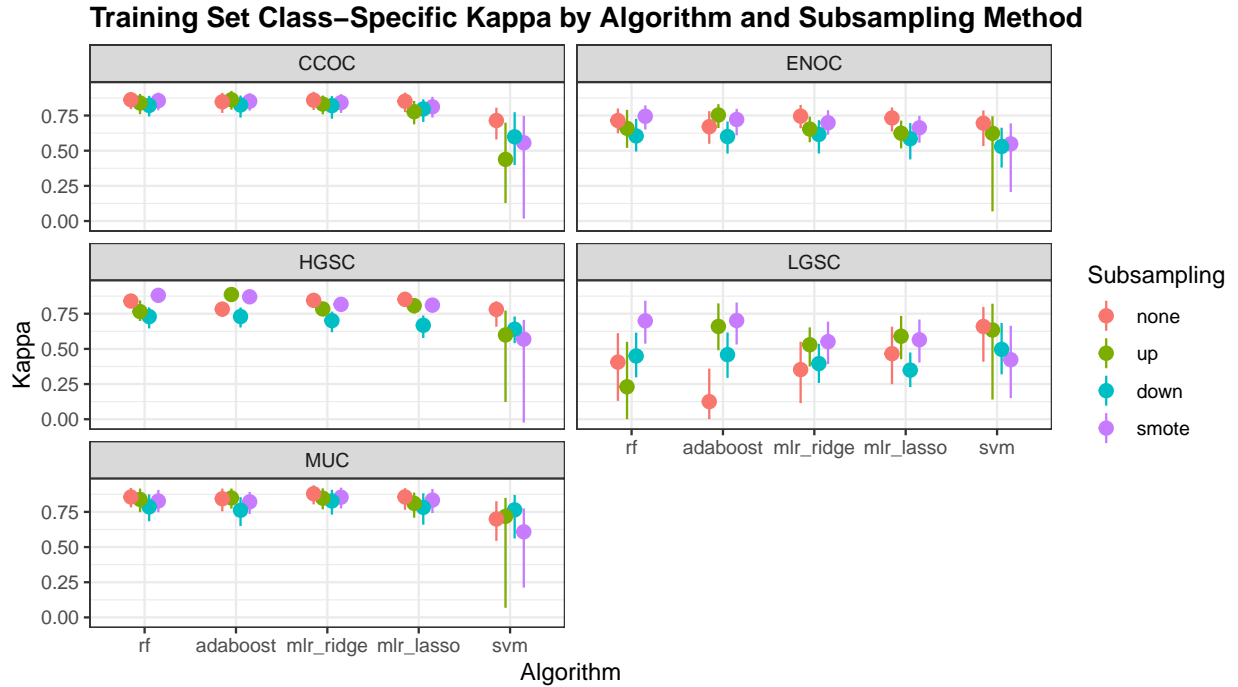 Training Set Class−Specific Kappa by Algorithm and Subsampling Method
CCOC
ENOC
0.75
0.50
0.25
0.00
HGSC
LGSC
0.75
0.50
0.25
0.00
rf adaboost mlr_ridge mlr_lasso svm
MUC
0.75
0.50
0.25
0.00
rf adaboost mlr_ridge mlr_lasso svm
Kappa
Algorithm
Subsampling
none
up
down
smote